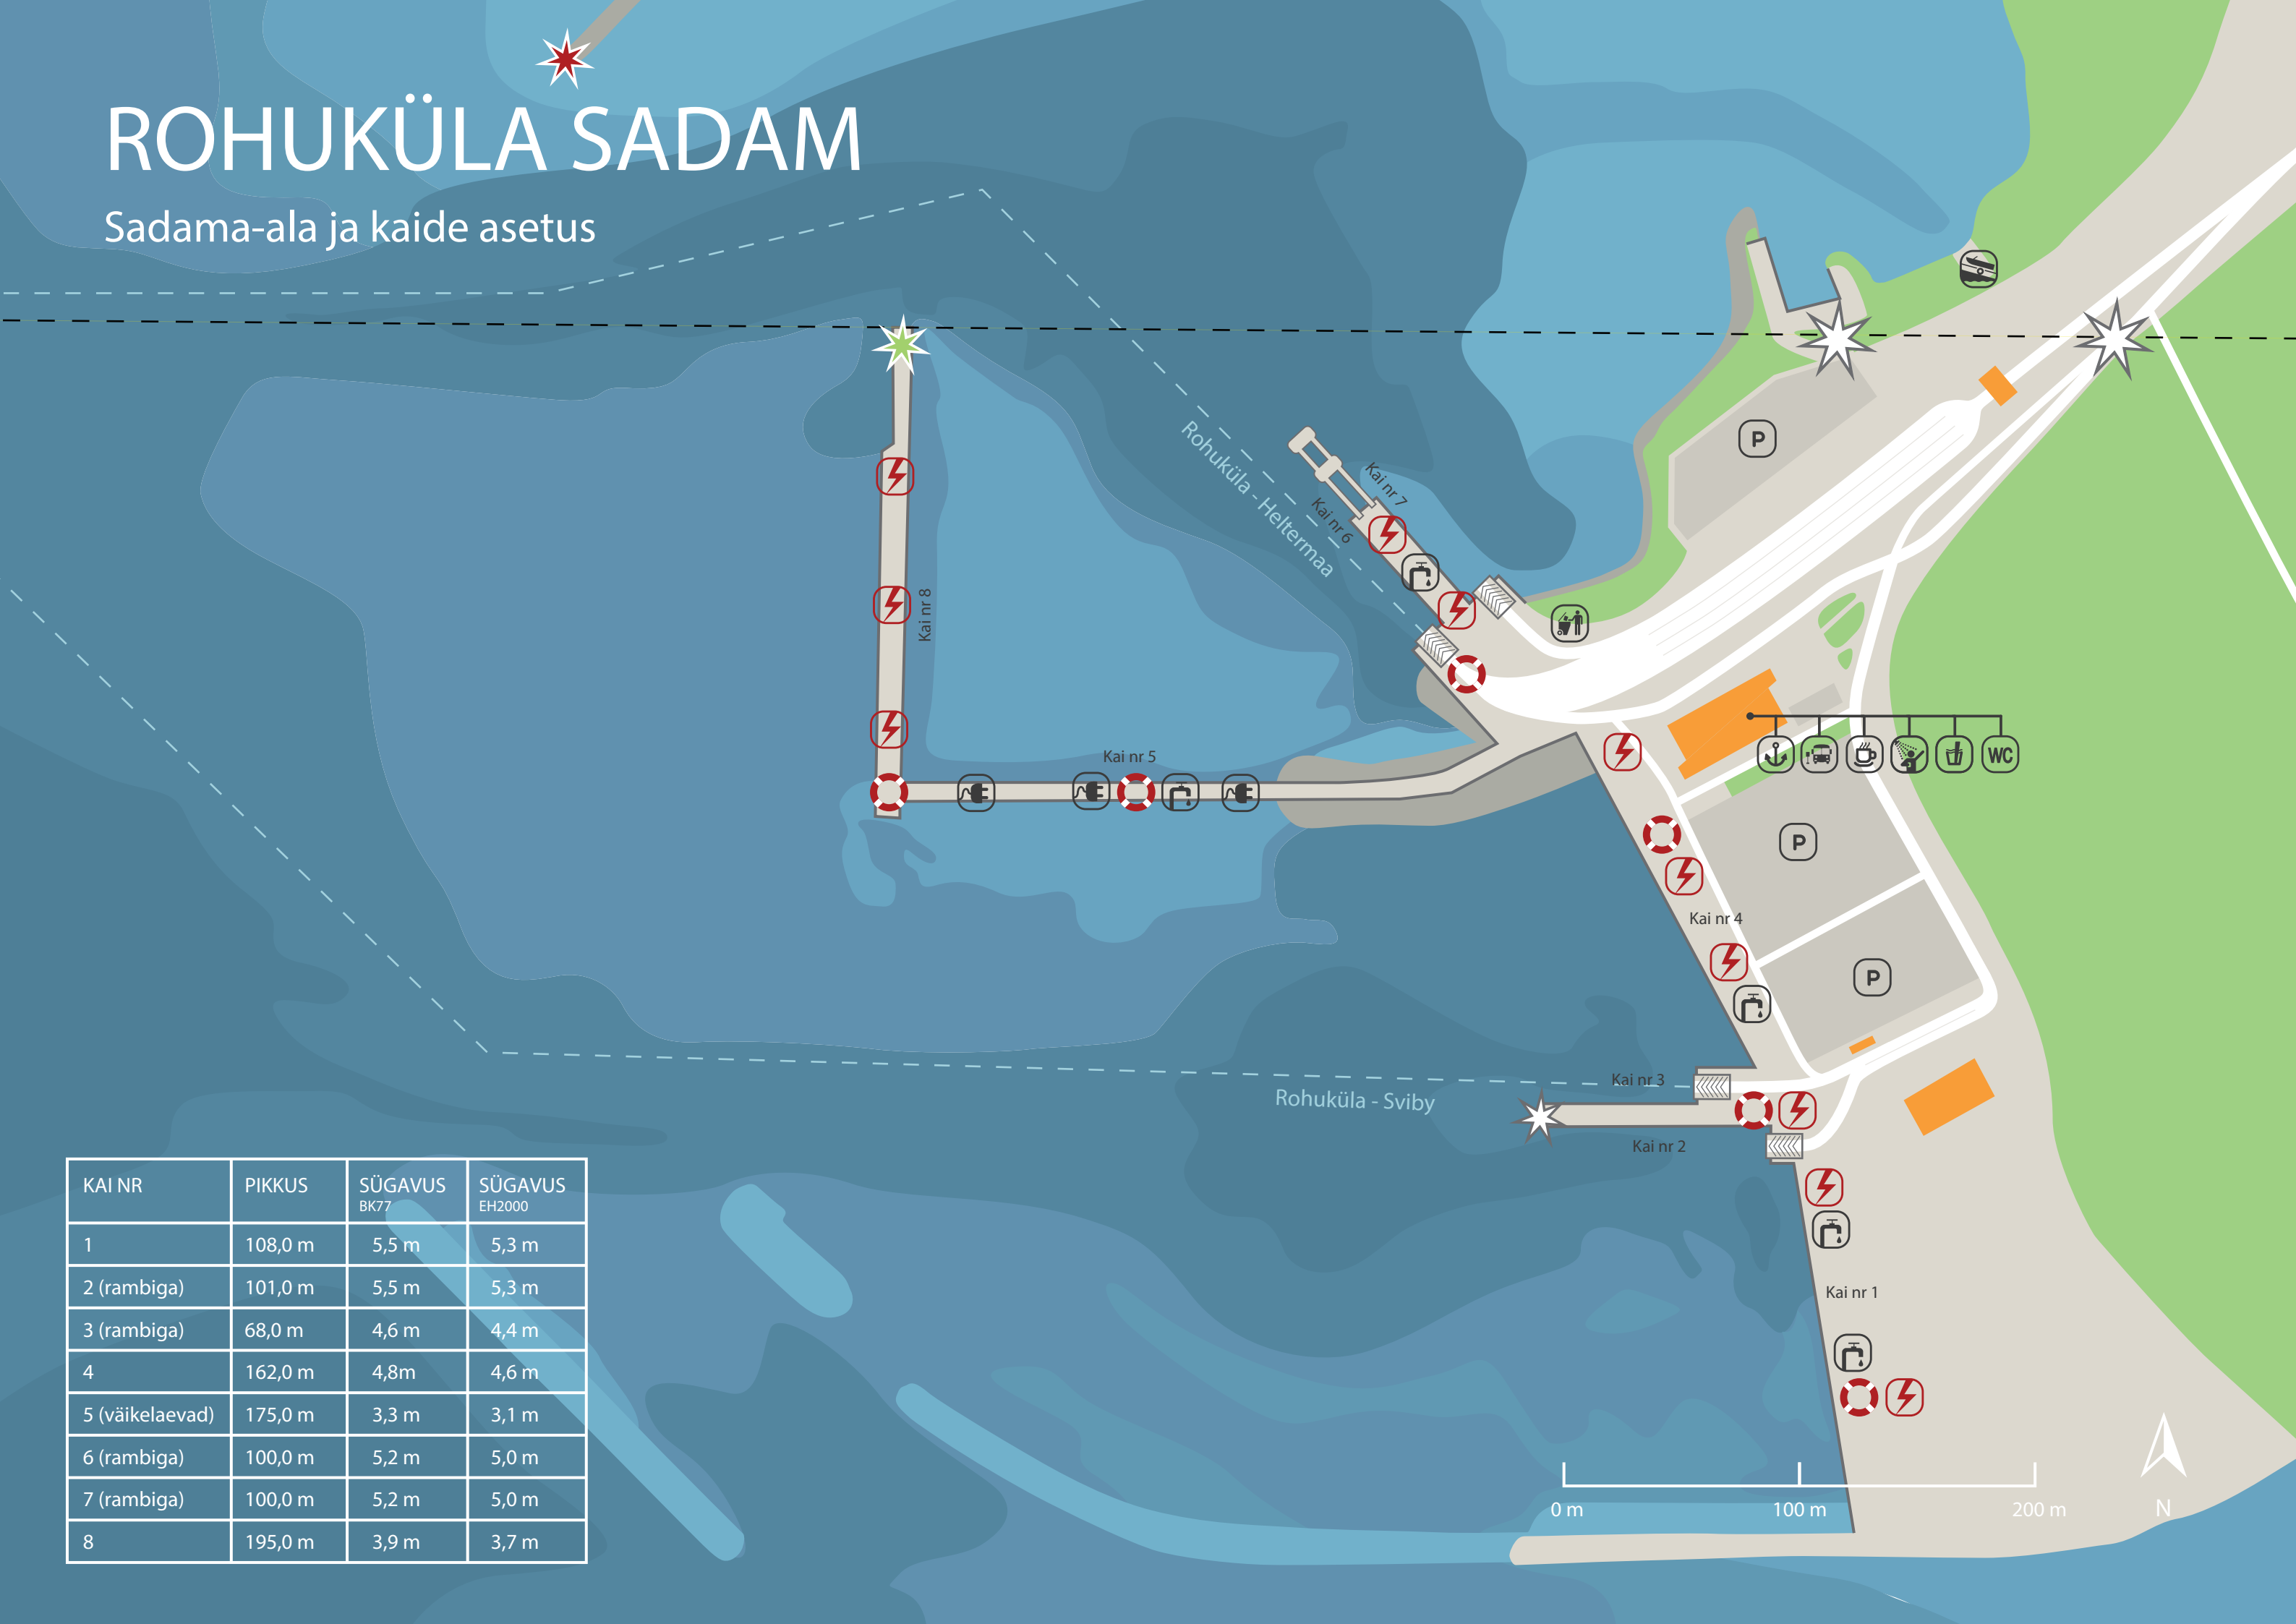 ROHUKÜLA SADAM
Sadama-ala ja kaide asetus
Rohuküla - Heltermaa
Kai nr 7
Kai nr 6
P
Kai nr 8
Kai nr 5
WC
P
Kai nr 4
P
Kai nr 3
Rohuküla - Sviby
Kai nr 2
Kai nr 1
KAI NR PIKKUS SÜGAVUS BK77 SÜGAVUS EH2000
1 108,0 m 5,5 m 5,3 m
2 (rambiga) 101,0 m 5,5 m 5,3 m
3 (rambiga) 68,0 m 4,6 m 4,4 m
4 162,0 m 4,8m 4,6 m
5 (väikelaevad) 175,0 m 3,3 m 3,1 m
6 (rambiga) 100,0 m 5,2 m 5,0 m
7 (rambiga) 100,0 m 5,2 m 5,0 m
8 195,0 m 3,9 m 3,7 m
0 m 100 m 200 m N